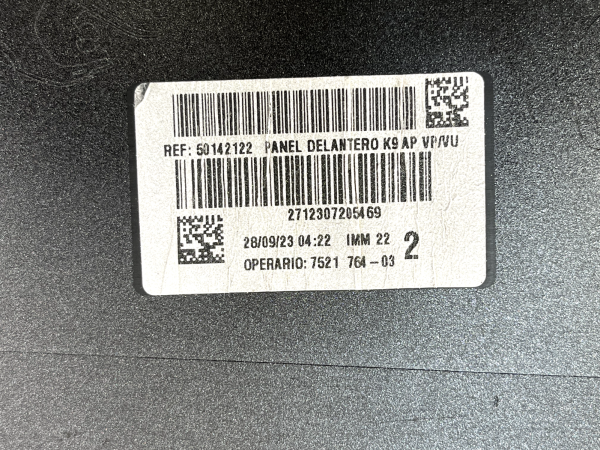 REF: 50142122 PANEL DELANTERO K9 AP VP/VU
2712307205469
28/09/23 04:22 IMM 22 2
OPERARIO: 7521 764-03